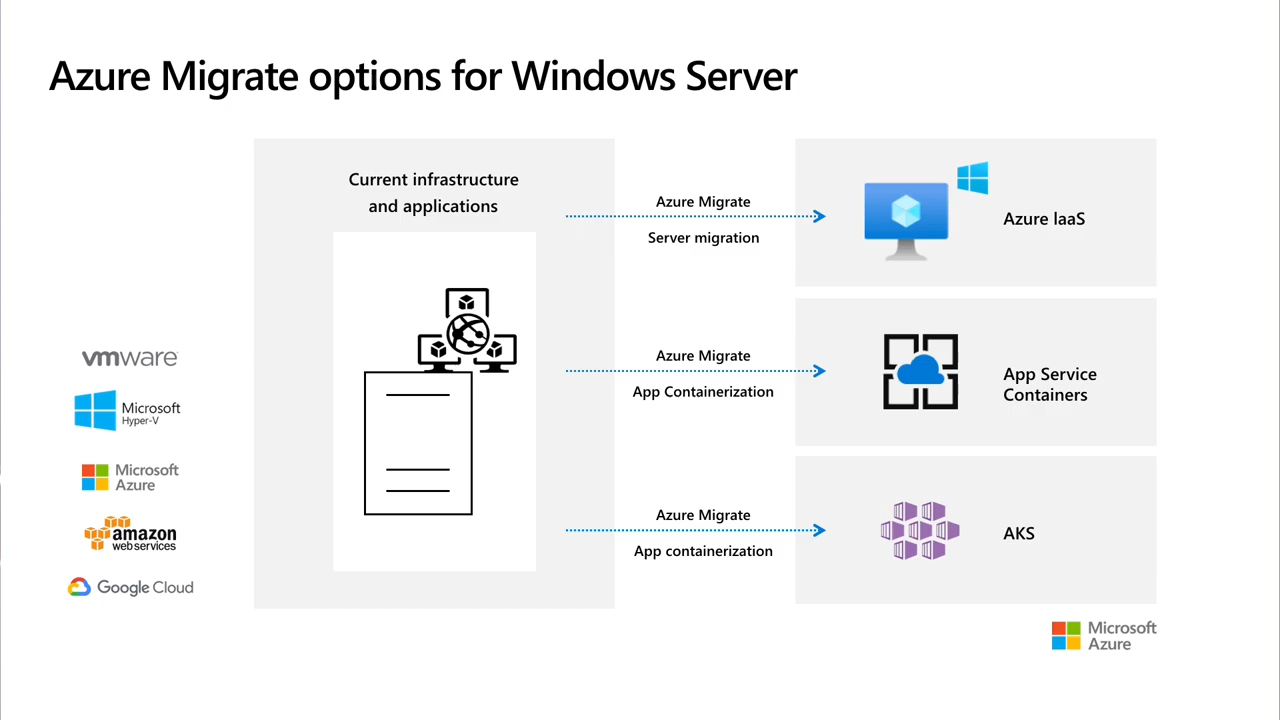 Azure Migrate options for Windows Server
Current infrastructure
and applications
vmware
Microsoft
Hyper-V
Microsoft
Azure
amazon
webservices
Google Cloud
Azure Migrate
Server migration
Azure Migrate
App Containerization
Azure Migrate
App containerization
Azure IaaS
App Service
Containers
AKS
Microsoft
Azure